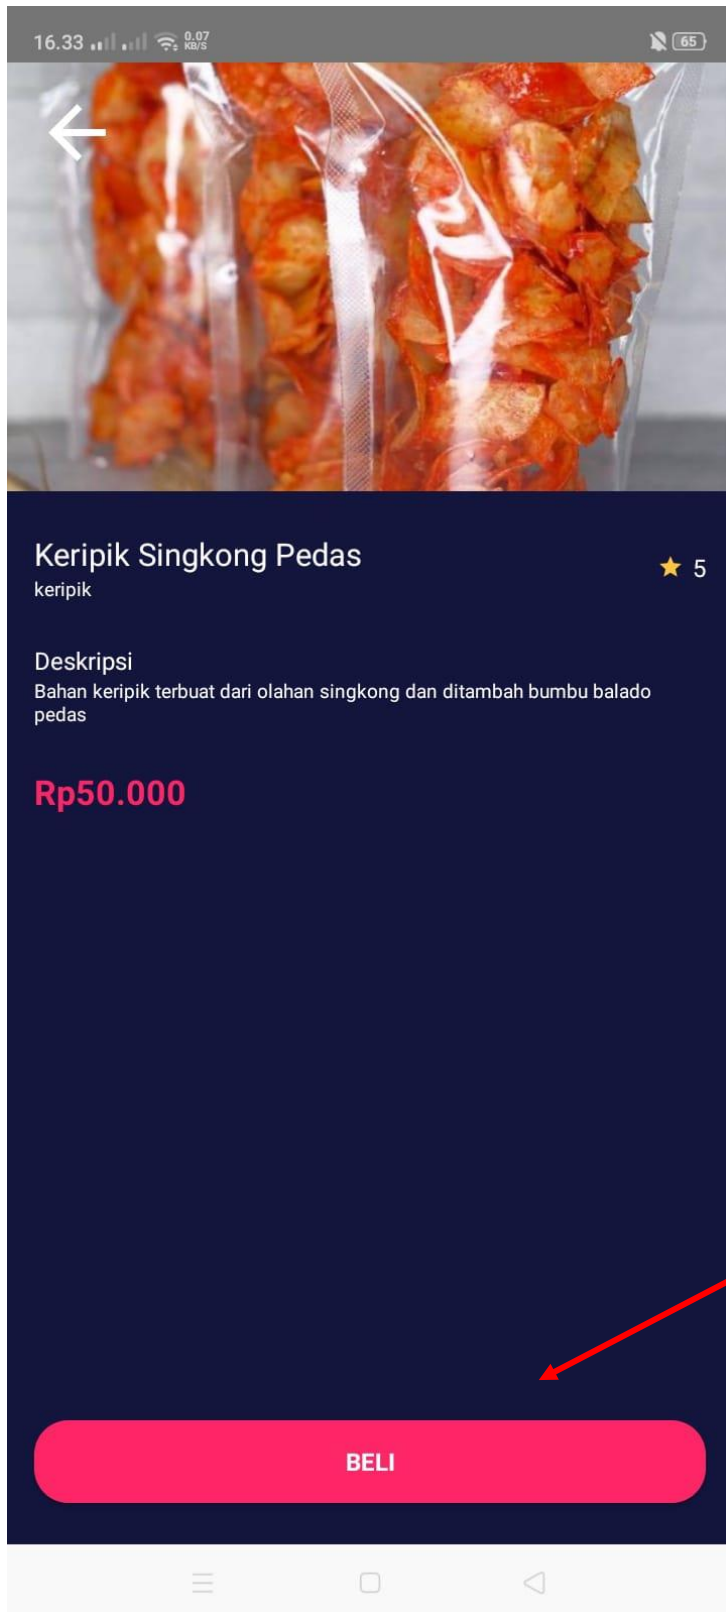 16.33 0.07 KB/S 65
Keripik Singkong Pedas
5
keripik
Deskripsi
Bahan keripik terbuat dari olahan singkong dan ditambah bumbu balado
pedas
Rp50.000
BELI